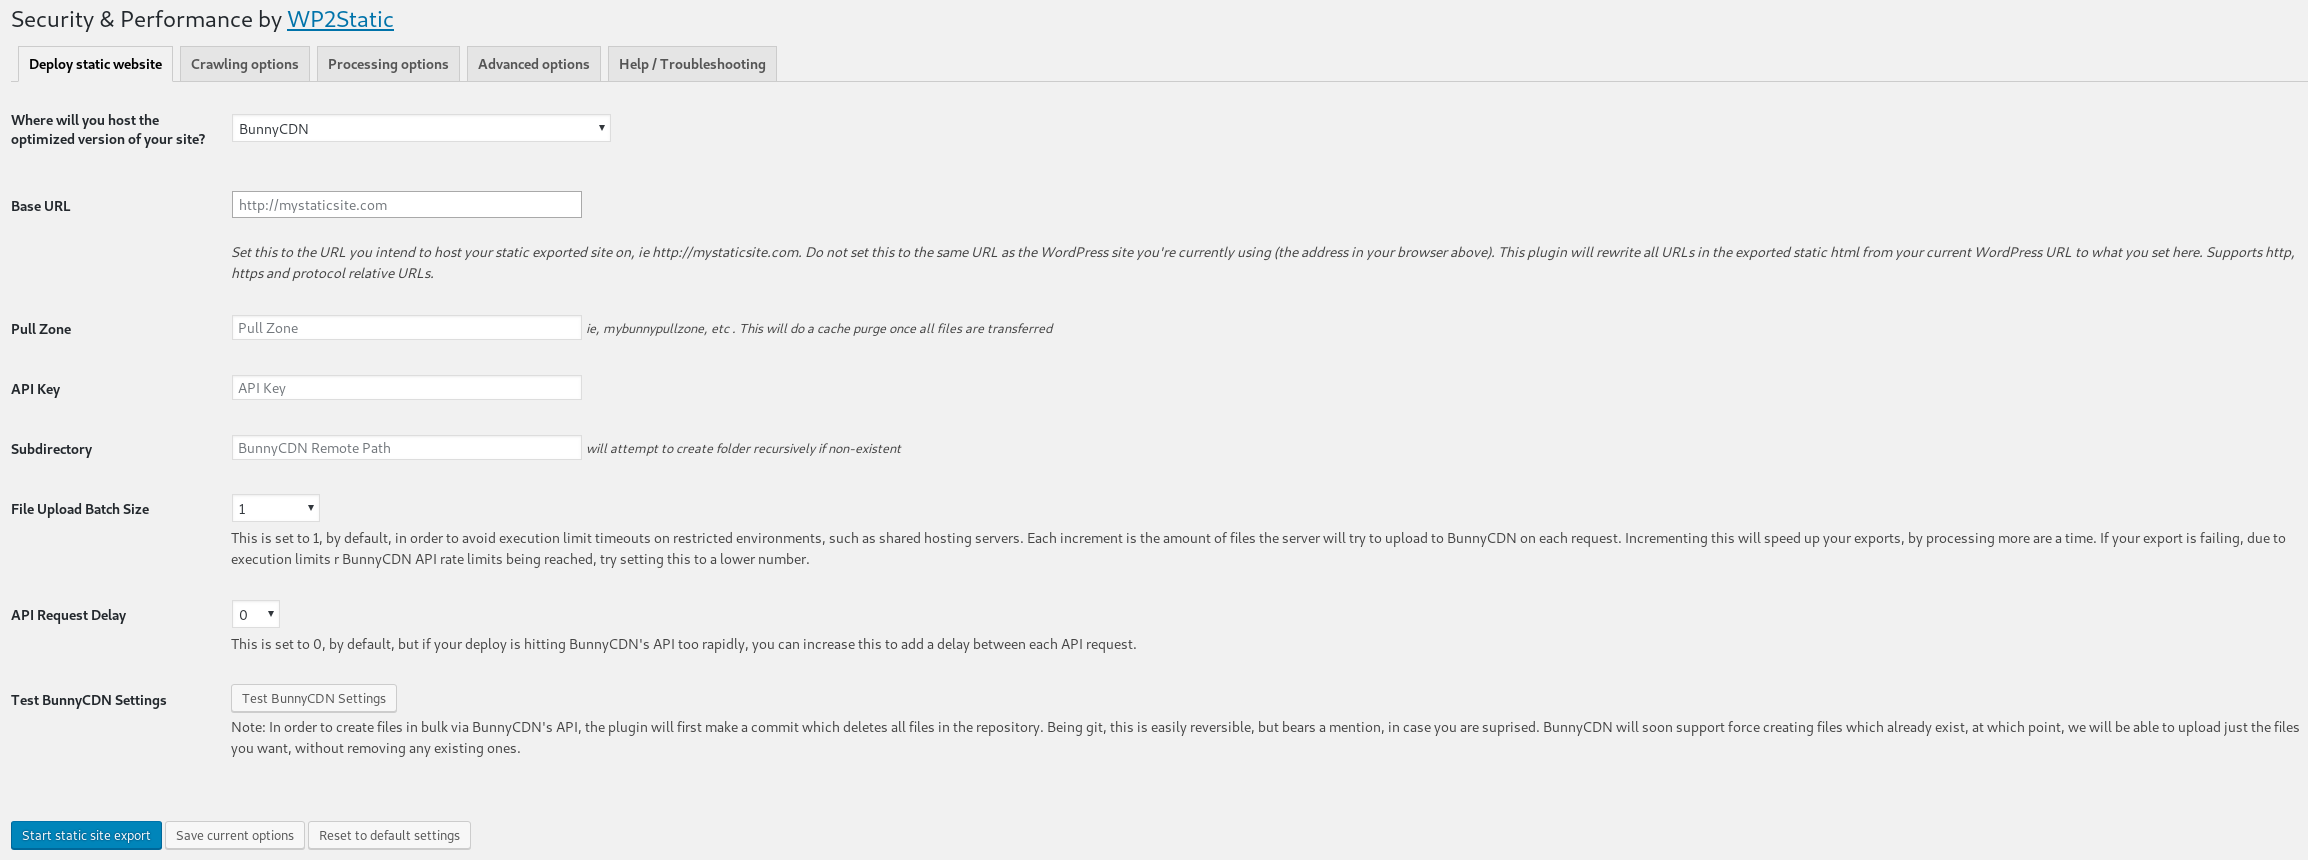 Security & Performance by WP2Static
Deploy static website
Crawling options
Processing options
Advanced options
Help / Troubleshooting
Where will you host the
optimized version of your site?
BunnyCDN
Base URL
http://mystaticsite.com
Set this to the URL you intend to host your static exported site on, ie http://mystaticsite.com. Do not set this to the same URL as the WordPress site you're currently using (the address in your browser above). This plugin will rewrite all URLs in the exported static html from your current WordPress URL to what you set here. Supports http,
https and protocol relative URLs.
Pull Zone
Pull Zone
ie, mybunnypullzone, etc . This will do a cache purge once all files are transferred
API Key
API Key
Subdirectory
BunnyCDN Remote Path
will attempt to create folder recursively if non-existent
File Upload Batch Size
1
This is set to 1, by default, in order to avoid execution limit timeouts on restricted environments, such as shared hosting servers. Each increment is the amount of files the server will try to upload to BunnyCDN on each request. Incrementing this will speed up your exports, by processing more are a time. If your export is failing, due to
execution limits r BunnyCDN API rate limits being reached, try setting this to a lower number.
API Request Delay
0
This is set to 0, by default, but if your deploy is hitting BunnyCDN's API too rapidly, you can increase this to add a delay between each API request.
Test BunnyCDN Settings
Test BunnyCDN Settings
Note: In order to create files in bulk via BunnyCDN's API, the plugin will first make a commit which deletes all files in the repository. Being git, this is easily reversible, but bears a mention, in case you are suprised. BunnyCDN will soon support force creating files which already exist, at which point, we will be able to upload just the files
you want, without removing any existing ones.
Start static site export
Save current options
Reset to default settings